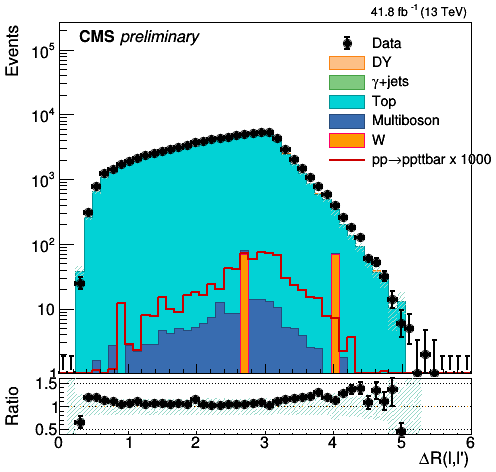 41.8 fb⁻¹ (13 TeV)
CMS preliminary
Events
10⁵
10⁴
10³
10²
10
1
Data
DY
γ+jets
Top
Multiboson
W
pp→ppttbar x 1000
Ratio
1.5
1
0.5
0 1 2 3 4 5 6
ΔR(l,l')